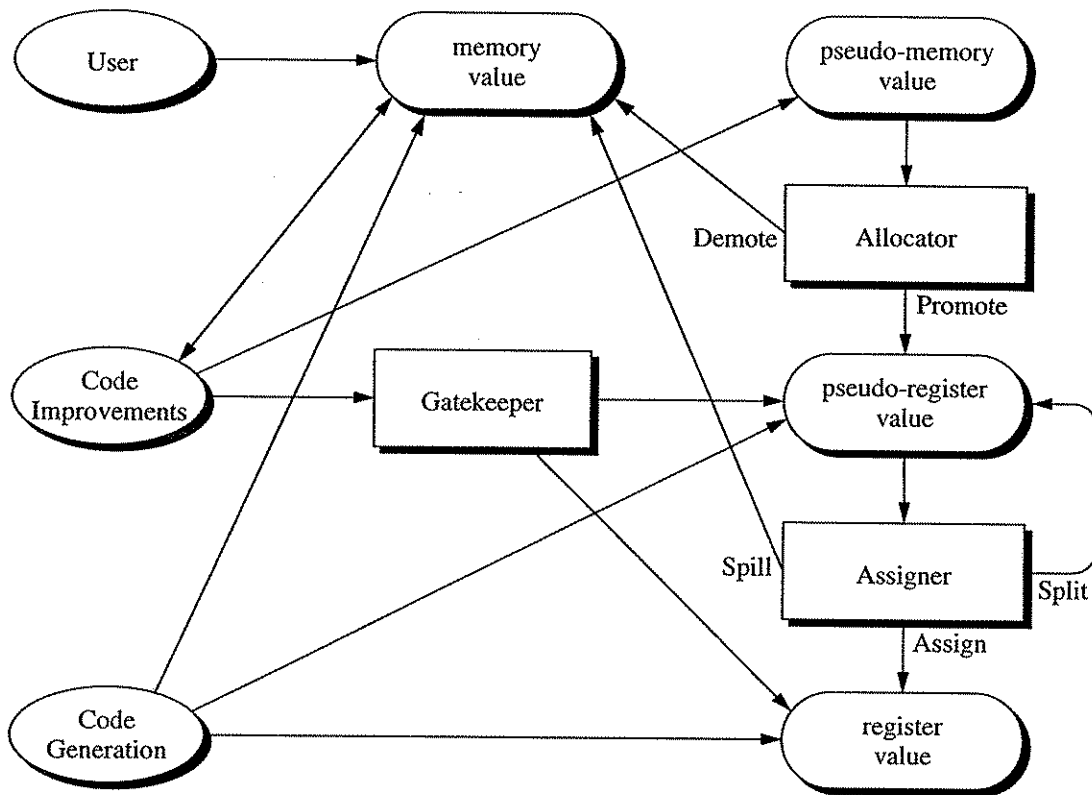 User
memory
value
pseudo-memory
value
Demote
Allocator
Promote
Code
Improvements
Gatekeeper
pseudo-register
value
Spill
Assigner
Split
Assign
Code
Generation
register
value